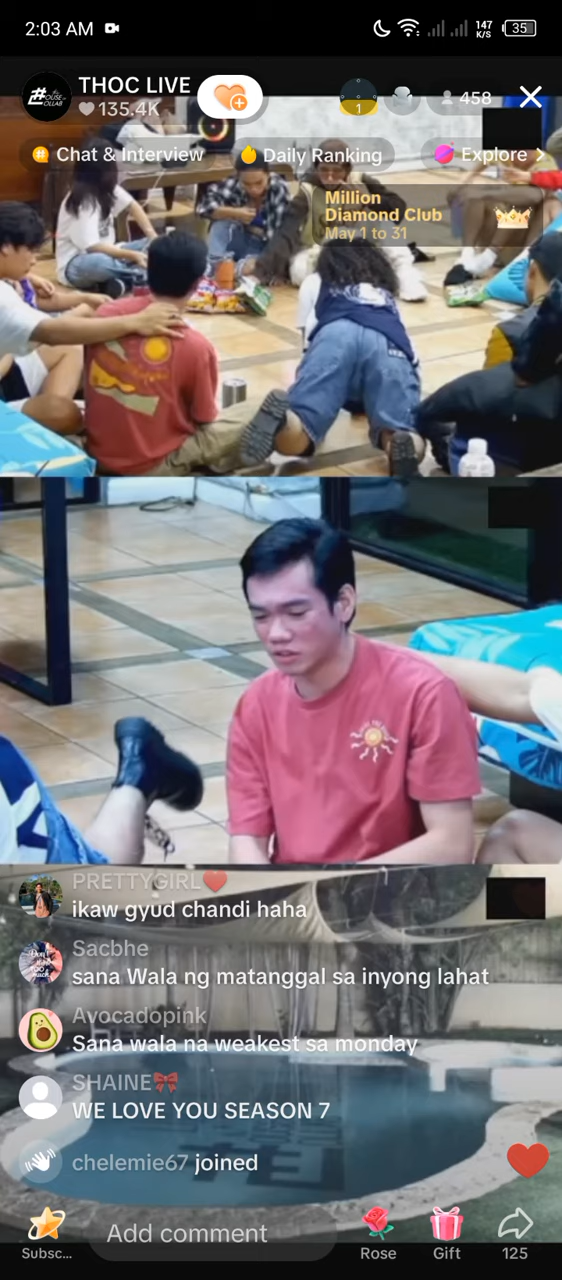 2:03 AM
147
K/S
35
#
HOUSE
OF
COLLAB
THOC LIVE
135.4K
1
458
Chat & Interview
Daily Ranking
Explore
Million
Diamond Club
May 1 to 31
PRETTYGIRL❤️
ikaw gyud chandi haha
Sacbhe
sana Wala ng matanggal sa inyong lahat
Avocadopink
Sana wala na weakest sa monday
SHAINE🎀
WE LOVE YOU SEASON 7
chelemie67 joined
Add comment
Subsc...
Rose
Gift
125